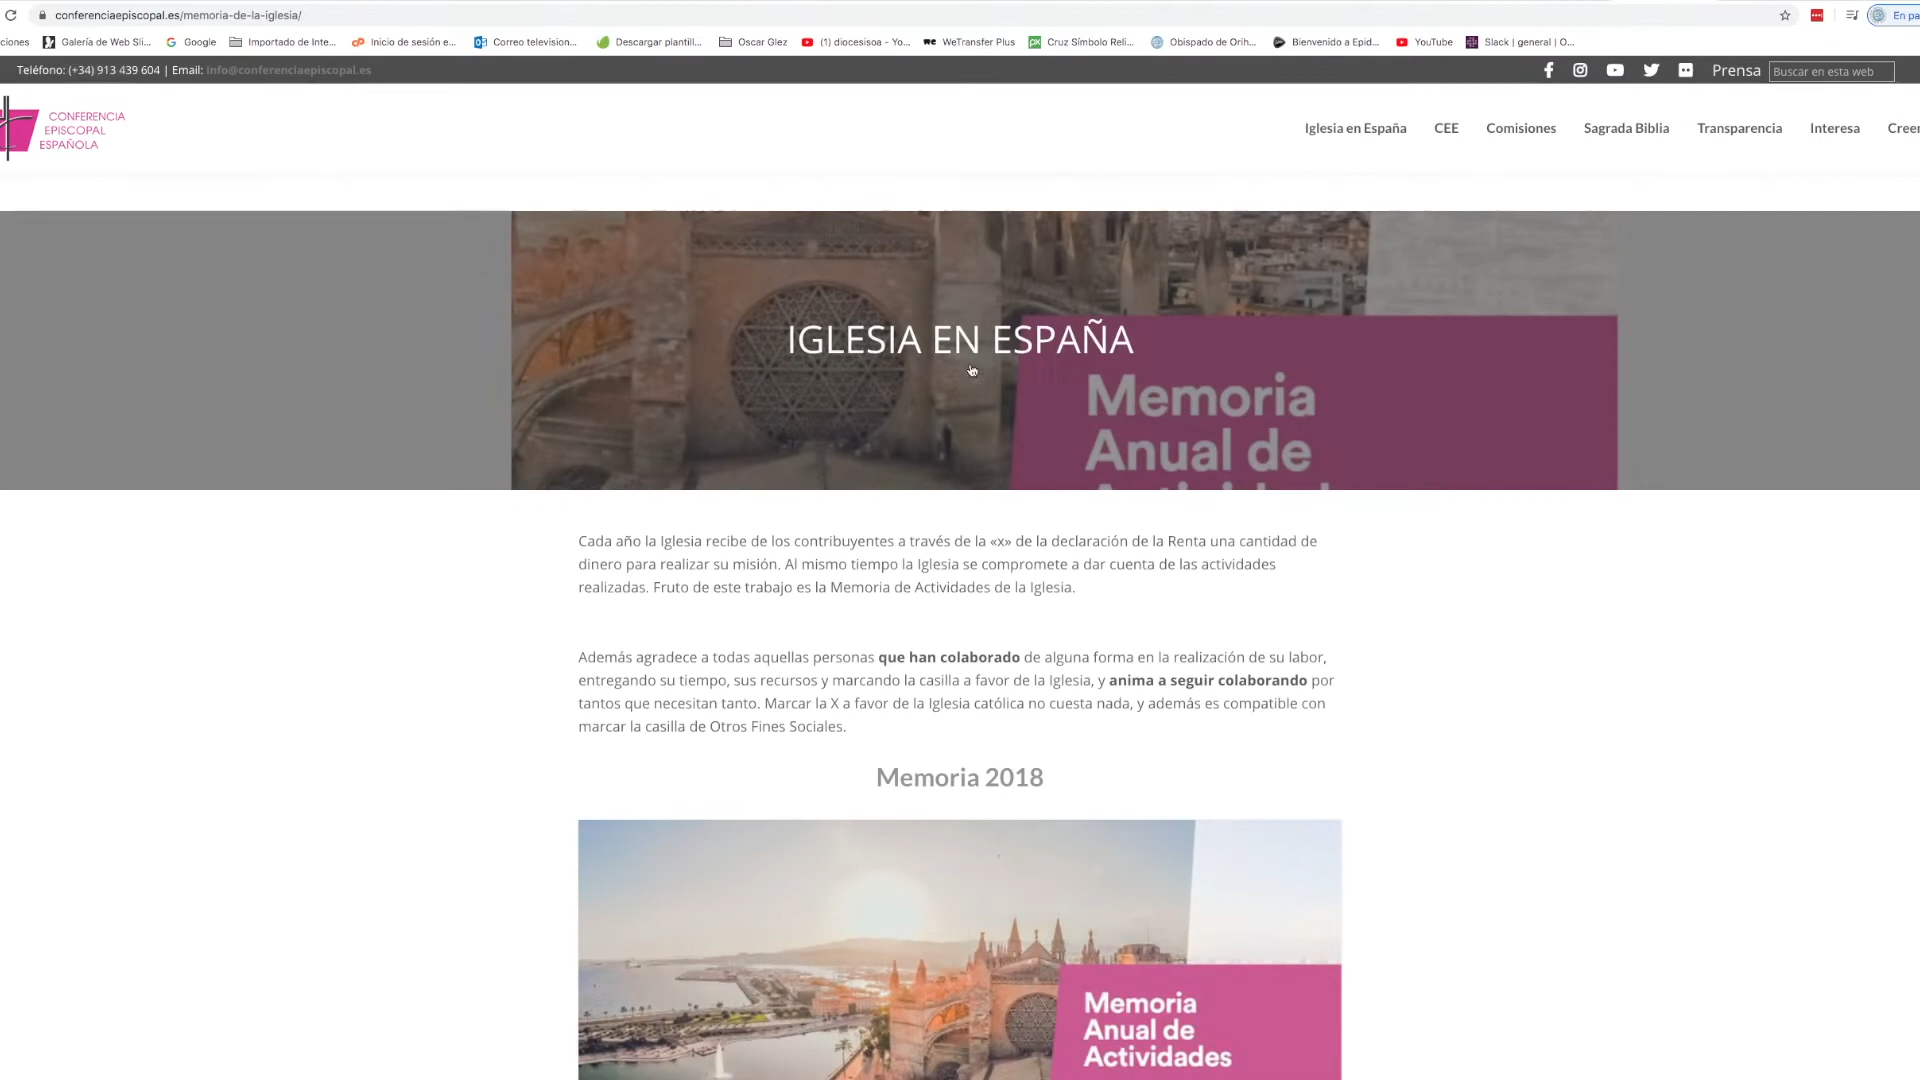 conferenciaepiscopal.es/memoria-de-la-iglesia/
En pa
ciones Galería de Web Sli... Google Importado de Inte... Inicio de sesión e... Correo television... Descargar plantill... Oscar Glez (1) diocesisoa - Yo... WeTransfer Plus Cruz Símbolo Reli... Obispado de Orih... Bienvenido a Epid... YouTube Slack | general | O...
Teléfono: (+34) 913 439 604 | Email: info@conferenciaepiscopal.es
Prensa Buscar en esta web
CONFERENCIA
EPISCOPAL
ESPAÑOLA
Iglesia en España CEE Comisiones Sagrada Biblia Transparencia Interesa Creer
IGLESIA EN ESPAÑA
Memoria
Anual de
Cada año la Iglesia recibe de los contribuyentes a través de la «x» de la declaración de la Renta una cantidad de
dinero para realizar su misión. Al mismo tiempo la Iglesia se compromete a dar cuenta de las actividades
realizadas. Fruto de este trabajo es la Memoria de Actividades de la Iglesia.
Además agradece a todas aquellas personas que han colaborado de alguna forma en la realización de su labor,
entregando su tiempo, sus recursos y marcando la casilla a favor de la Iglesia, y anima a seguir colaborando por
tantos que necesitan tanto. Marcar la X a favor de la Iglesia católica no cuesta nada, y además es compatible con
marcar la casilla de Otros Fines Sociales.
Memoria 2018
Memoria
Anual de
Actividades